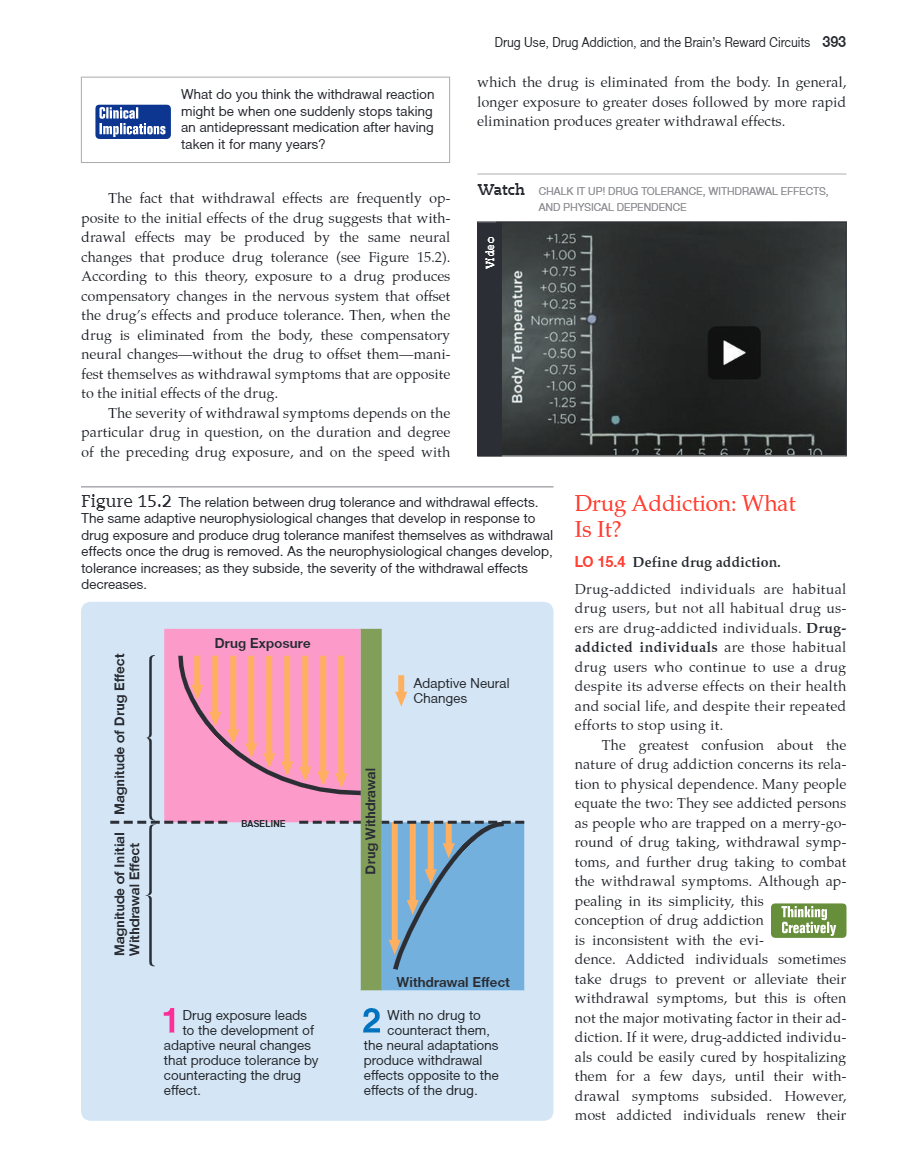 Drug Use, Drug Addiction, and the Brain's Reward Circuits 393
Clinical
Implications
What do you think the withdrawal reaction
might be when one suddenly stops taking
an antidepressant medication after having
taken it for many years?
The fact that withdrawal effects are frequently op-
posite to the initial effects of the drug suggests that with-
drawal effects may be produced by the same neural
changes that produce drug tolerance (see Figure 15.2).
According to this theory, exposure to a drug produces
compensatory changes in the nervous system that offset
the drug's effects and produce tolerance. Then, when the
drug is eliminated from the body, these compensatory
neural changes—without the drug to offset them—mani-
fest themselves as withdrawal symptoms that are opposite
to the initial effects of the drug.
The severity of withdrawal symptoms depends on the
particular drug in question, on the duration and degree
of the preceding drug exposure, and on the speed with
which the drug is eliminated from the body. In general,
longer exposure to greater doses followed by more rapid
elimination produces greater withdrawal effects.
Watch CHALK IT UP! DRUG TOLERANCE, WITHDRAWAL EFFECTS,
AND PHYSICAL DEPENDENCE
Video
Body Temperature
+1.25
+1.00
+0.75
+0.50
+0.25
Normal
-0.25
-0.50
-0.75
-1.00
-1.25
-1.50
1 2 3 4 5 6 7 8 9 10
Figure 15.2 The relation between drug tolerance and withdrawal effects.
The same adaptive neurophysiological changes that develop in response to
drug exposure and produce drug tolerance manifest themselves as withdrawal
effects once the drug is removed. As the neurophysiological changes develop,
tolerance increases; as they subside, the severity of the withdrawal effects
decreases.
Drug Exposure
Magnitude of Drug Effect
Adaptive Neural
Changes
BASELINE
Drug Withdrawal
Magnitude of Initial
Withdrawal Effect
Withdrawal Effect
1 Drug exposure leads
to the development of
adaptive neural changes
that produce tolerance by
counteracting the drug
effect.
2 With no drug to
counteract them,
the neural adaptations
produce withdrawal
effects opposite to the
effects of the drug.
Drug Addiction: What
Is It?
LO 15.4 Define drug addiction.
Drug-addicted individuals are habitual
drug users, but not all habitual drug us-
ers are drug-addicted individuals. Drug-
addicted individuals are those habitual
drug users who continue to use a drug
despite its adverse effects on their health
and social life, and despite their repeated
efforts to stop using it.
The greatest confusion about the
nature of drug addiction concerns its rela-
tion to physical dependence. Many people
equate the two: They see addicted persons
as people who are trapped on a merry-go-
round of drug taking, withdrawal symp-
toms, and further drug taking to combat
the withdrawal symptoms. Although ap-
pealing in its simplicity, this
conception of drug addiction
is inconsistent with the evi-
Thinking
Creatively
dence. Addicted individuals sometimes
take drugs to prevent or alleviate their
withdrawal symptoms, but this is often
not the major motivating factor in their ad-
diction. If it were, drug-addicted individu-
als could be easily cured by hospitalizing
them for a few days, until their with-
drawal symptoms subsided. However,
most addicted individuals renew their